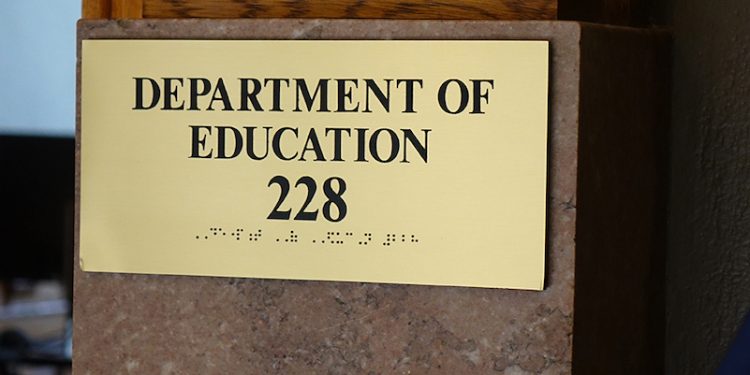 DEPARTMENT OF
EDUCATION
228